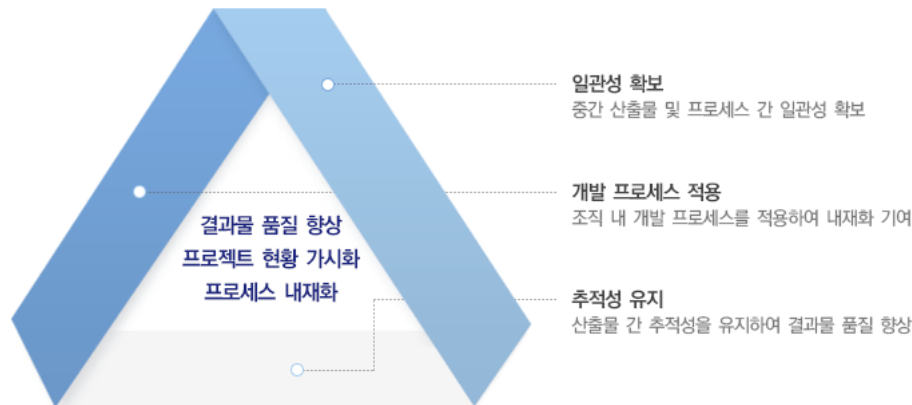 일관성 확보
중간 산출물 및 프로세스 간 일관성 확보
개발 프로세스 적용
조직 내 개발 프로세스를 적용하여 내재화 기여
결과물 품질 향상
프로젝트 현황 가시화
프로세스 내재화
추적성 유지
산출물 간 추적성을 유지하여 결과물 품질 향상